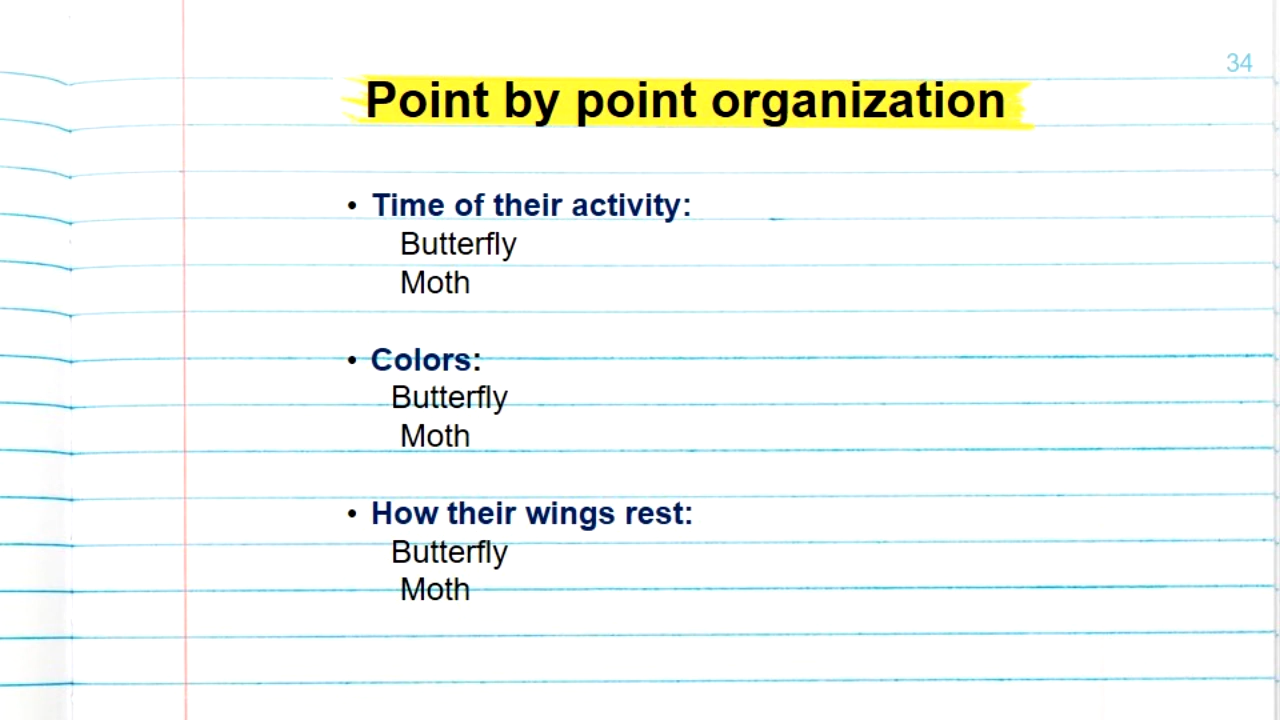 34
Point by point organization
• Time of their activity:
Butterfly
Moth
• Colors:
Butterfly
Moth
• How their wings rest:
Butterfly
Moth